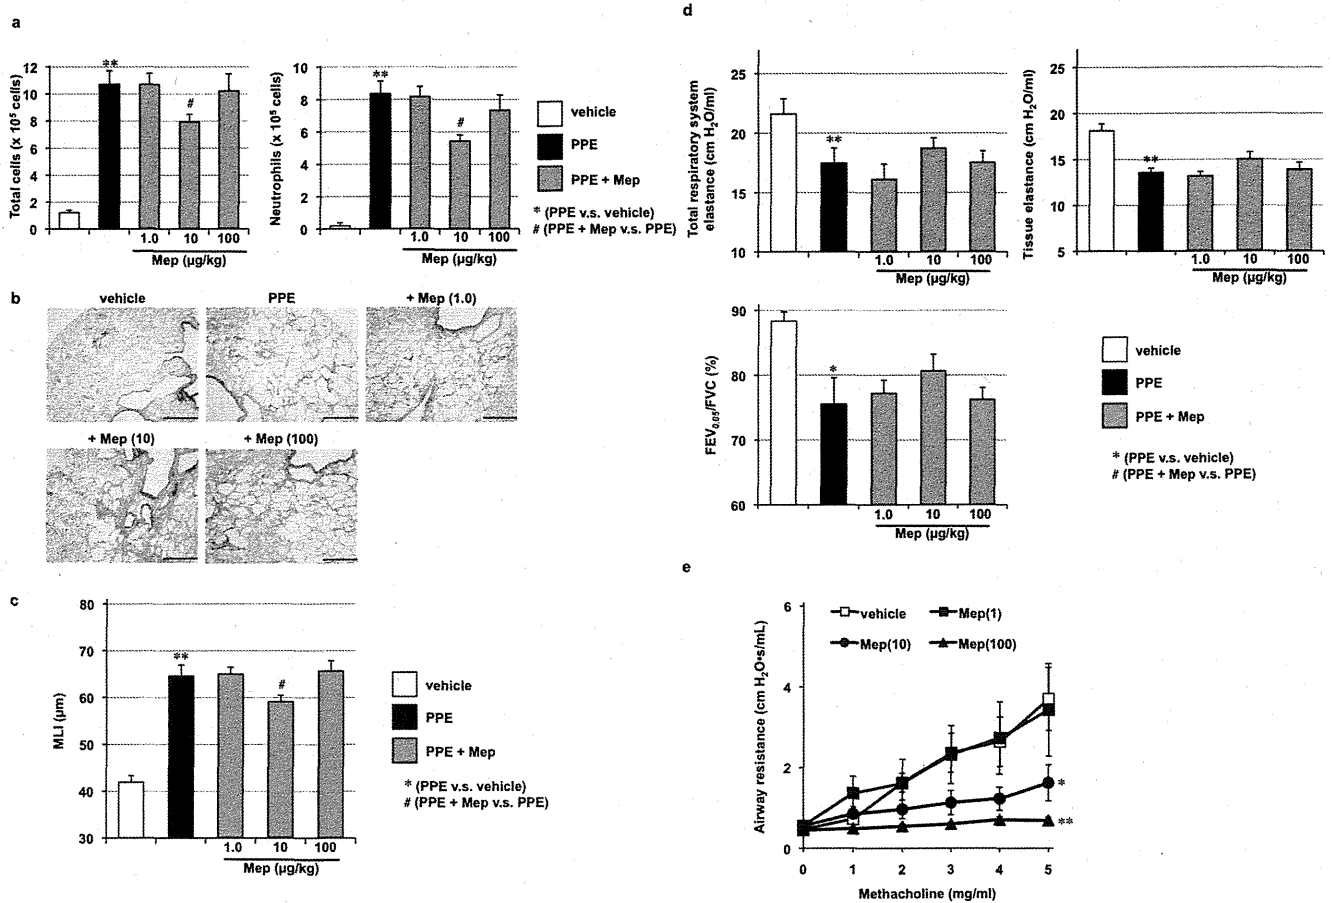 a
Total cells (x 10⁵ cells)
12
10
8
6
4
2
0
**
#
1.0 10 100
Mep (µg/kg)
Neutrophils (x 10⁵ cells)
10
8
6
4
2
0
**
#
1.0 10 100
Mep (µg/kg)
vehicle
PPE
PPE + Mep
* (PPE v.s. vehicle)
# (PPE + Mep v.s. PPE)
b
vehicle PPE + Mep (1.0)
+ Mep (10) + Mep (100)
c
MLI (µm)
80
70
60
50
40
30
**
#
1.0 10 100
Mep (µg/kg)
vehicle
PPE
PPE + Mep
* (PPE v.s. vehicle)
# (PPE + Mep v.s. PPE)
d
Total respiratory system
elastance (cm H₂O/ml)
25
20
15
10
**
1.0 10 100
Mep (µg/kg)
Tissue elastance (cm H₂O/ml)
25
20
15
10
5
**
1.0 10 100
Mep (µg/kg)
FEV₀.₀₅/FVC (%)
90
80
70
60
*
1.0 10 100
Mep (µg/kg)
vehicle
PPE
PPE + Mep
* (PPE v.s. vehicle)
# (PPE + Mep v.s. PPE)
e
Airway resistance (cm H₂O•s/mL)
6
4
2
0
vehicle Mep(1)
Mep(10) Mep(100)
*
**
0 1 2 3 4 5
Methacholine (mg/ml)